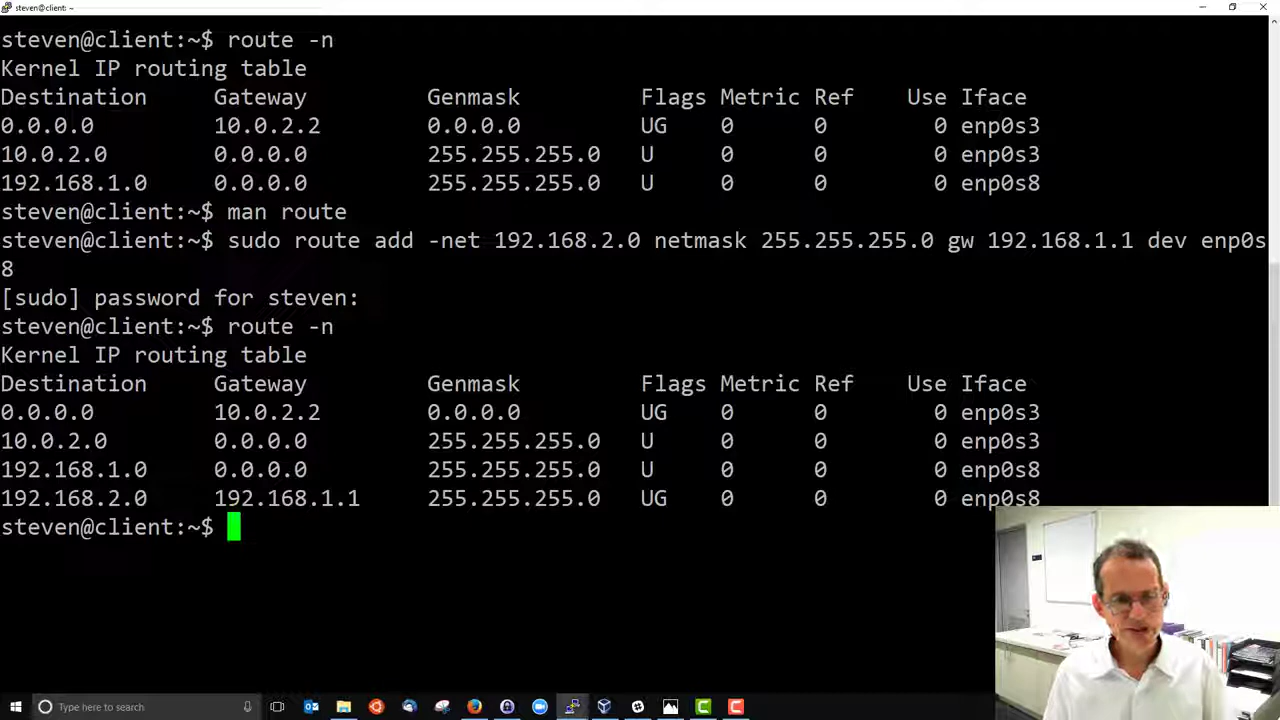 steven@client: ~
steven@client:~$ route -n
Kernel IP routing table
Destination Gateway Genmask Flags Metric Ref Use Iface
0.0.0.0 10.0.2.2 0.0.0.0 UG 0 0 0 enp0s3
10.0.2.0 0.0.0.0 255.255.255.0 U 0 0 0 enp0s3
192.168.1.0 0.0.0.0 255.255.255.0 U 0 0 0 enp0s8
steven@client:~$ man route
steven@client:~$ sudo route add -net 192.168.2.0 netmask 255.255.255.0 gw 192.168.1.1 dev enp0s
8
[sudo] password for steven:
steven@client:~$ route -n
Kernel IP routing table
Destination Gateway Genmask Flags Metric Ref Use Iface
0.0.0.0 10.0.2.2 0.0.0.0 UG 0 0 0 enp0s3
10.0.2.0 0.0.0.0 255.255.255.0 U 0 0 0 enp0s3
192.168.1.0 0.0.0.0 255.255.255.0 U 0 0 0 enp0s8
192.168.2.0 192.168.1.1 255.255.255.0 UG 0 0 0 enp0s8
steven@client:~$
Type here to search